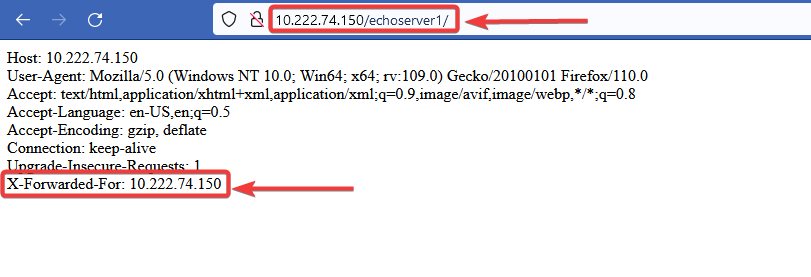 10.222.74.150/echoserver1/
Host: 10.222.74.150
User-Agent: Mozilla/5.0 (Windows NT 10.0; Win64; x64; rv:109.0) Gecko/20100101 Firefox/110.0
Accept: text/html,application/xhtml+xml,application/xml;q=0.9,image/avif,image/webp,*/*;q=0.8
Accept-Language: en-US,en;q=0.5
Accept-Encoding: gzip, deflate
Connection: keep-alive
Upgrade-Insecure-Requests: 1
X-Forwarded-For: 10.222.74.150